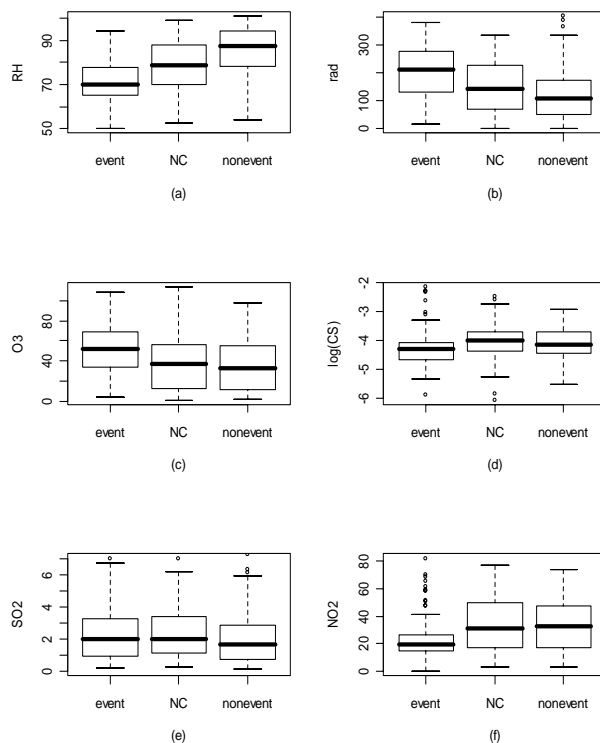 RH
90
70
50
event NC nonevent
(a)
rad
300
100
0
event NC nonevent
(b)
O3
80
40
0
event NC nonevent
(c)
log(CS)
-2
-3
-4
-5
-6
event NC nonevent
(d)
SO2
6
4
2
0
event NC nonevent
(e)
NO2
80
60
40
20
0
event NC nonevent
(f)